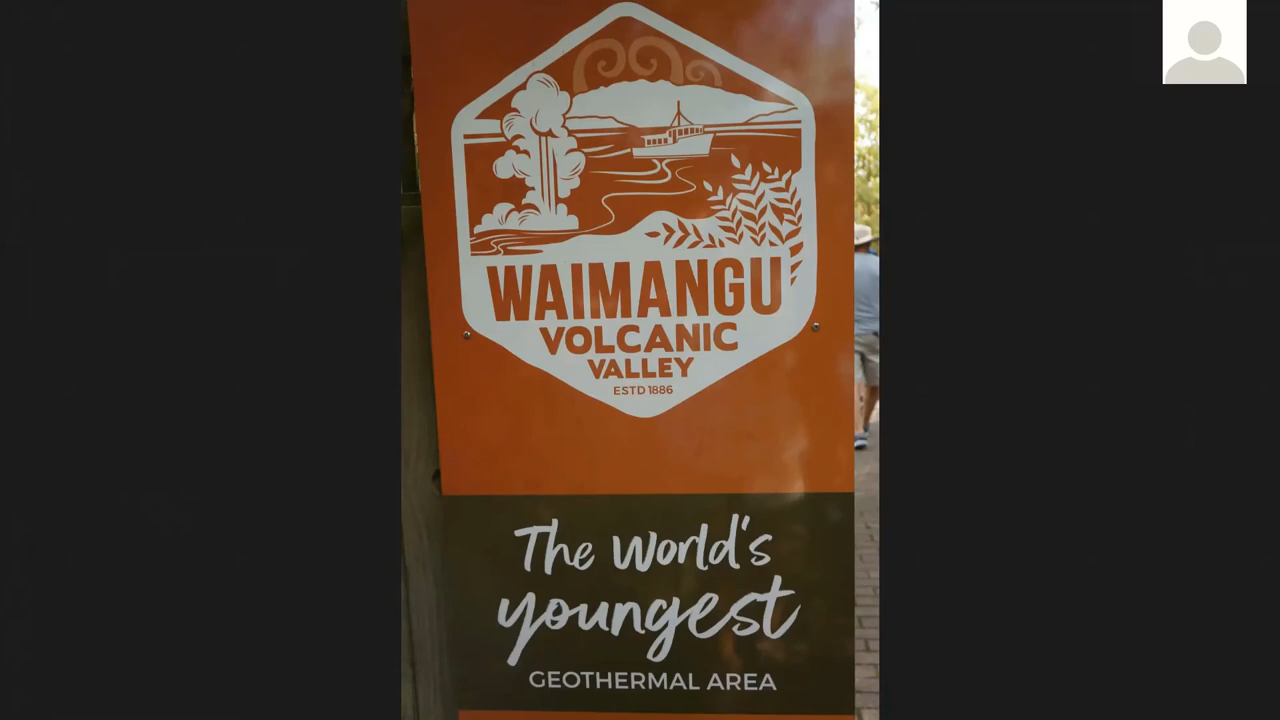 WAIMANGU
VOLCANIC
VALLEY
ESTD 1886
The World's
youngest
GEOTHERMAL AREA